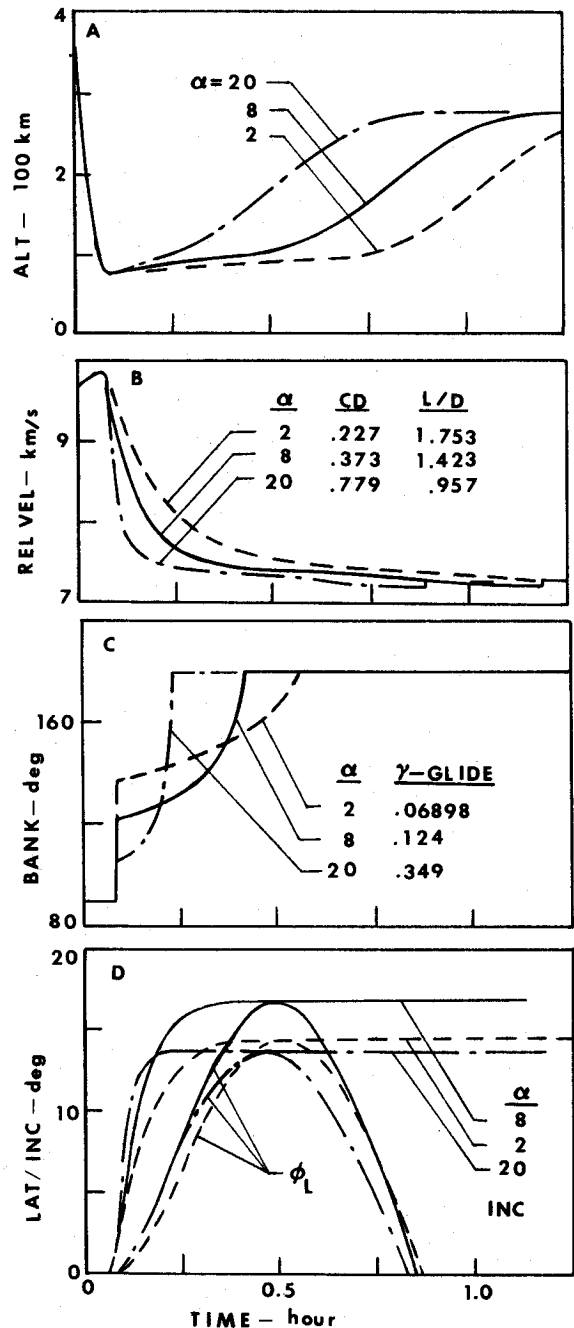 4
A
α=20
8
2
2
ALT — 100 km
0
B
α CD L/D
2 .227 1.753
8 .373 1.423
20 .779 .957
9
REL VEL — km/s
7
C
160
α γ–GLIDE
2 .06898
8 .124
20 .349
BANK — deg
80
20
D
10
α
8
2
20
ϕL
INC
LAT/INC — deg
0
0 0.5 1.0
TIME — hour